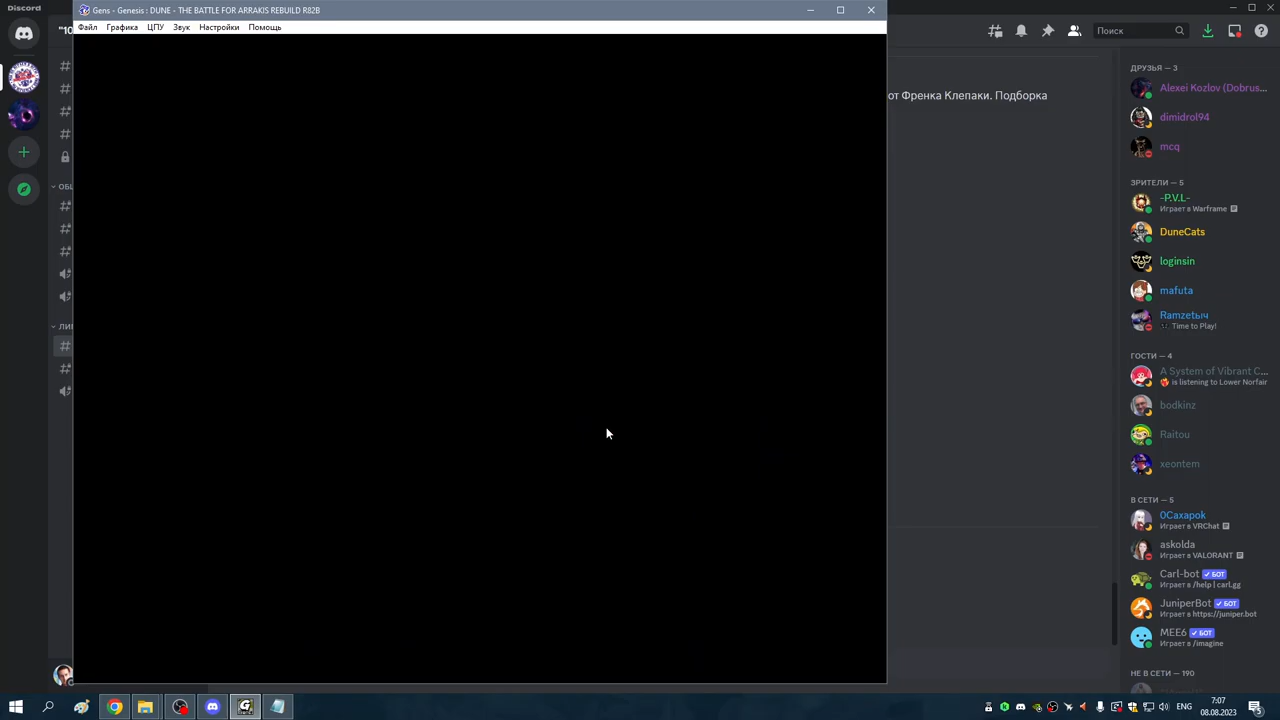 Discord
Gens - Genesis : DUNE - THE BATTLE FOR ARRAKIS REBUILD R82B
Файл Графика ЦПУ Звук Настройки Помощь
Поиск
от Френка Клепаки. Подборка
ДРУЗЬЯ — 3
Alexei Kozlov (Dobrus...
dimidrol94
mcq
ЗРИТЕЛИ — 5
-P.V.L-
Играет в Warframe
DuneCats
loginsin
mafuta
Ramzetыч
Time to Play!
ГОСТИ — 4
A System of Vibrant C...
is listening to Lower Norfair
bodkinz
Raitou
xeontem
В СЕТИ — 5
0Caxapok
Играет в VRChat
askolda
Играет в VALORANT
Carl-bot БОТ
Играет в /help | carl.gg
JuniperBot БОТ
Играет в https://juniper.bot
MEE6 БОТ
Играет в /imagine
НЕ В СЕТИ — 190
ENG
7:07
08.08.2023